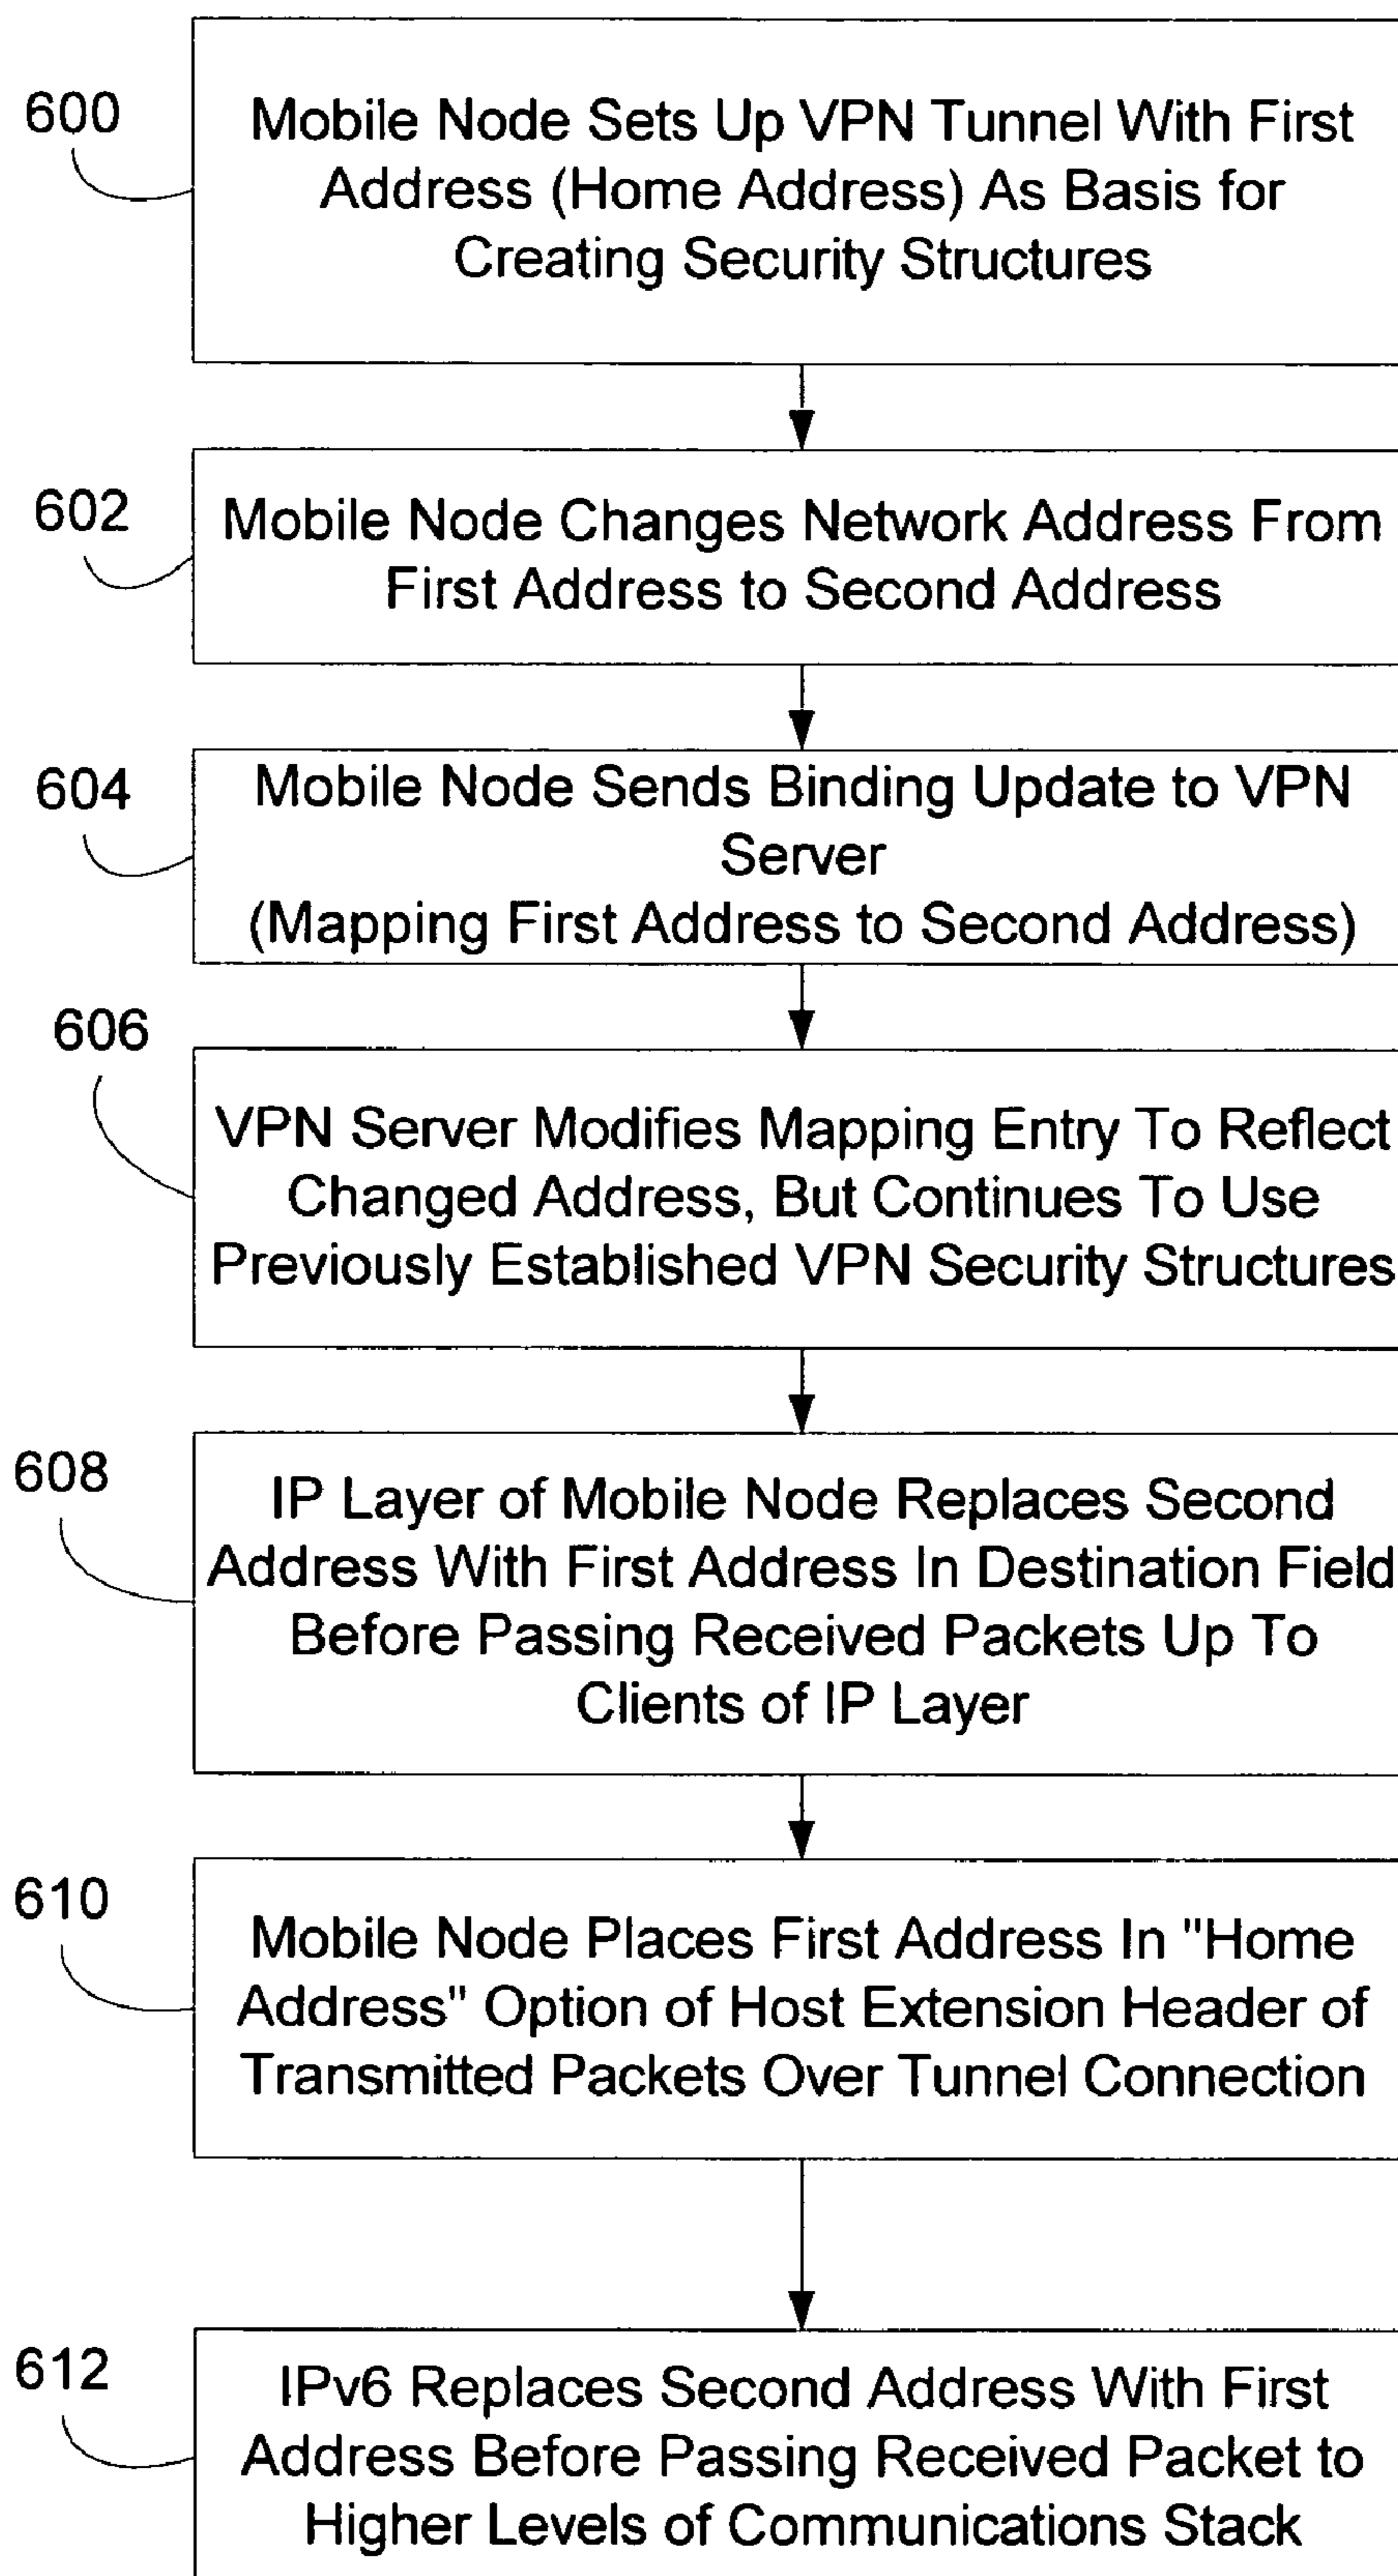 600
Mobile Node Sets Up VPN Tunnel With First
Address (Home Address) As Basis for
Creating Security Structures
602
Mobile Node Changes Network Address From
First Address to Second Address
604
Mobile Node Sends Binding Update to VPN
Server
(Mapping First Address to Second Address)
606
VPN Server Modifies Mapping Entry To Reflect
Changed Address, But Continues To Use
Previously Established VPN Security Structures
608
IP Layer of Mobile Node Replaces Second
Address With First Address In Destination Field
Before Passing Received Packets Up To
Clients of IP Layer
610
Mobile Node Places First Address In "Home
Address" Option of Host Extension Header of
Transmitted Packets Over Tunnel Connection
612
IPv6 Replaces Second Address With First
Address Before Passing Received Packet to
Higher Levels of Communications Stack